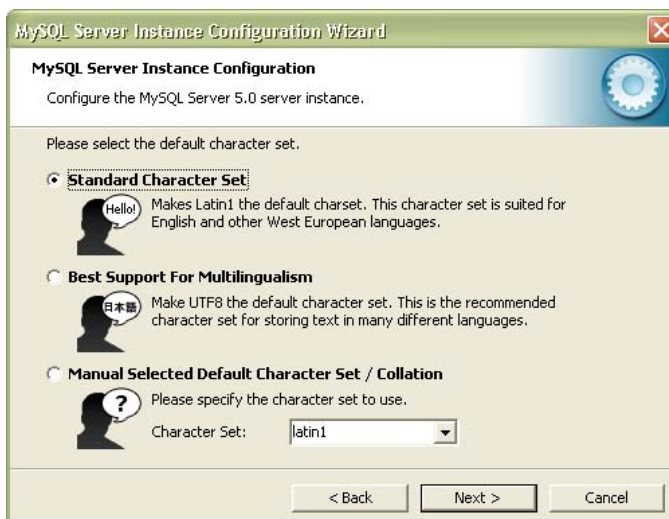 MySQL Server Instance Configuration Wizard
MySQL Server Instance Configuration
Configure the MySQL Server 5.0 server instance.
Please select the default character set.
Standard Character Set
Hello!
Makes Latin1 the default charset. This character set is suited for
English and other West European languages.
Best Support For Multilingualism
日本語
Make UTF8 the default character set. This is the recommended
character set for storing text in many different languages.
Manual Selected Default Character Set / Collation
?
Please specify the character set to use.
Character Set: latin1
< Back Next > Cancel